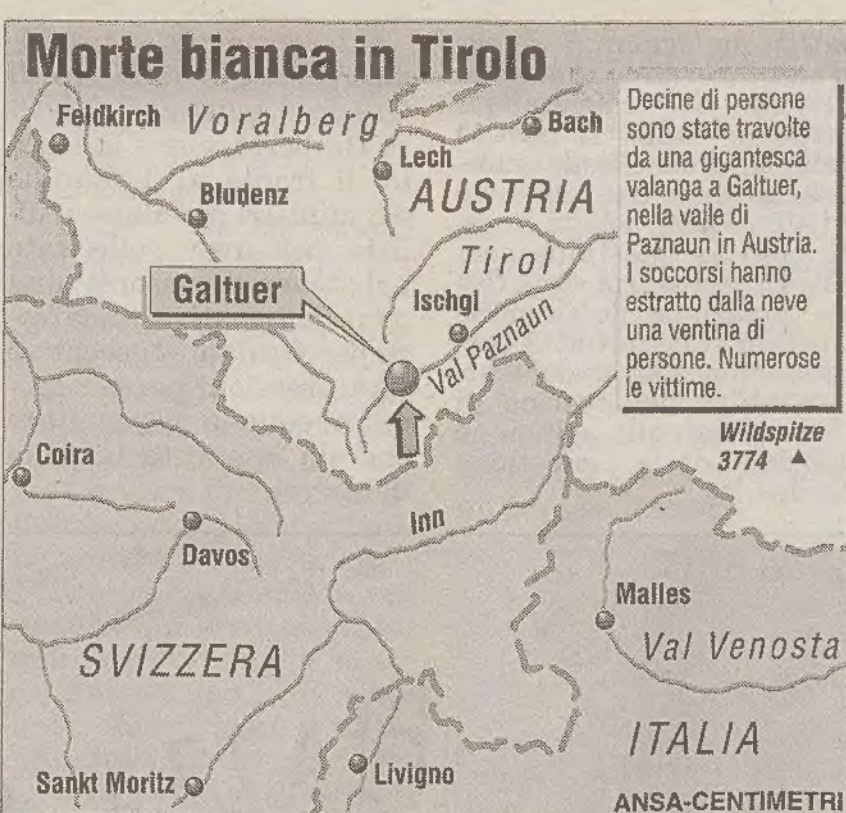 Morte bianca in Tirolo
Feldkirch
Voralberg
Bach
Lech
Bludenz
AUSTRIA
Tirol
Galtuer
Ischgl
Val Paznaun
Decine di persone
sono state travolte
da una gigantesca
valanga a Galtuer,
nella valle di
Paznaun in Austria.
I soccorsi hanno
estratto dalla neve
una ventina di
persone. Numerose
le vittime.
Wildspitze
3774
Coira
Inn
Davos
Malles
Val Venosta
SVIZZERA
ITALIA
Sankt Moritz
Livigno
ANSA-CENTIMETRI